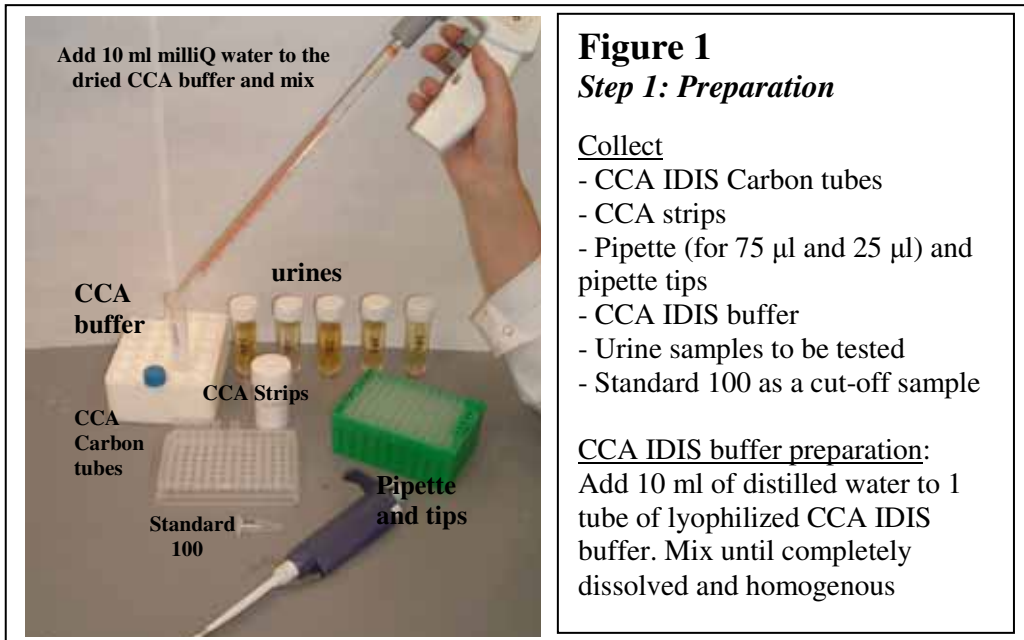 Add 10 ml milliQ water to the
dried CCA buffer and mix
urines
CCA
buffer
CCA Strips
CCA
Carbon
tubes
Pipette
and tips
Standard
100
Figure 1
Step 1: Preparation
Collect
- CCA IDIS Carbon tubes
- CCA strips
- Pipette (for 75 µl and 25 µl) and
pipette tips
- CCA IDIS buffer
- Urine samples to be tested
- Standard 100 as a cut-off sample
CCA IDIS buffer preparation:
Add 10 ml of distilled water to 1
tube of lyophilized CCA IDIS
buffer. Mix until completely
dissolved and homogenous